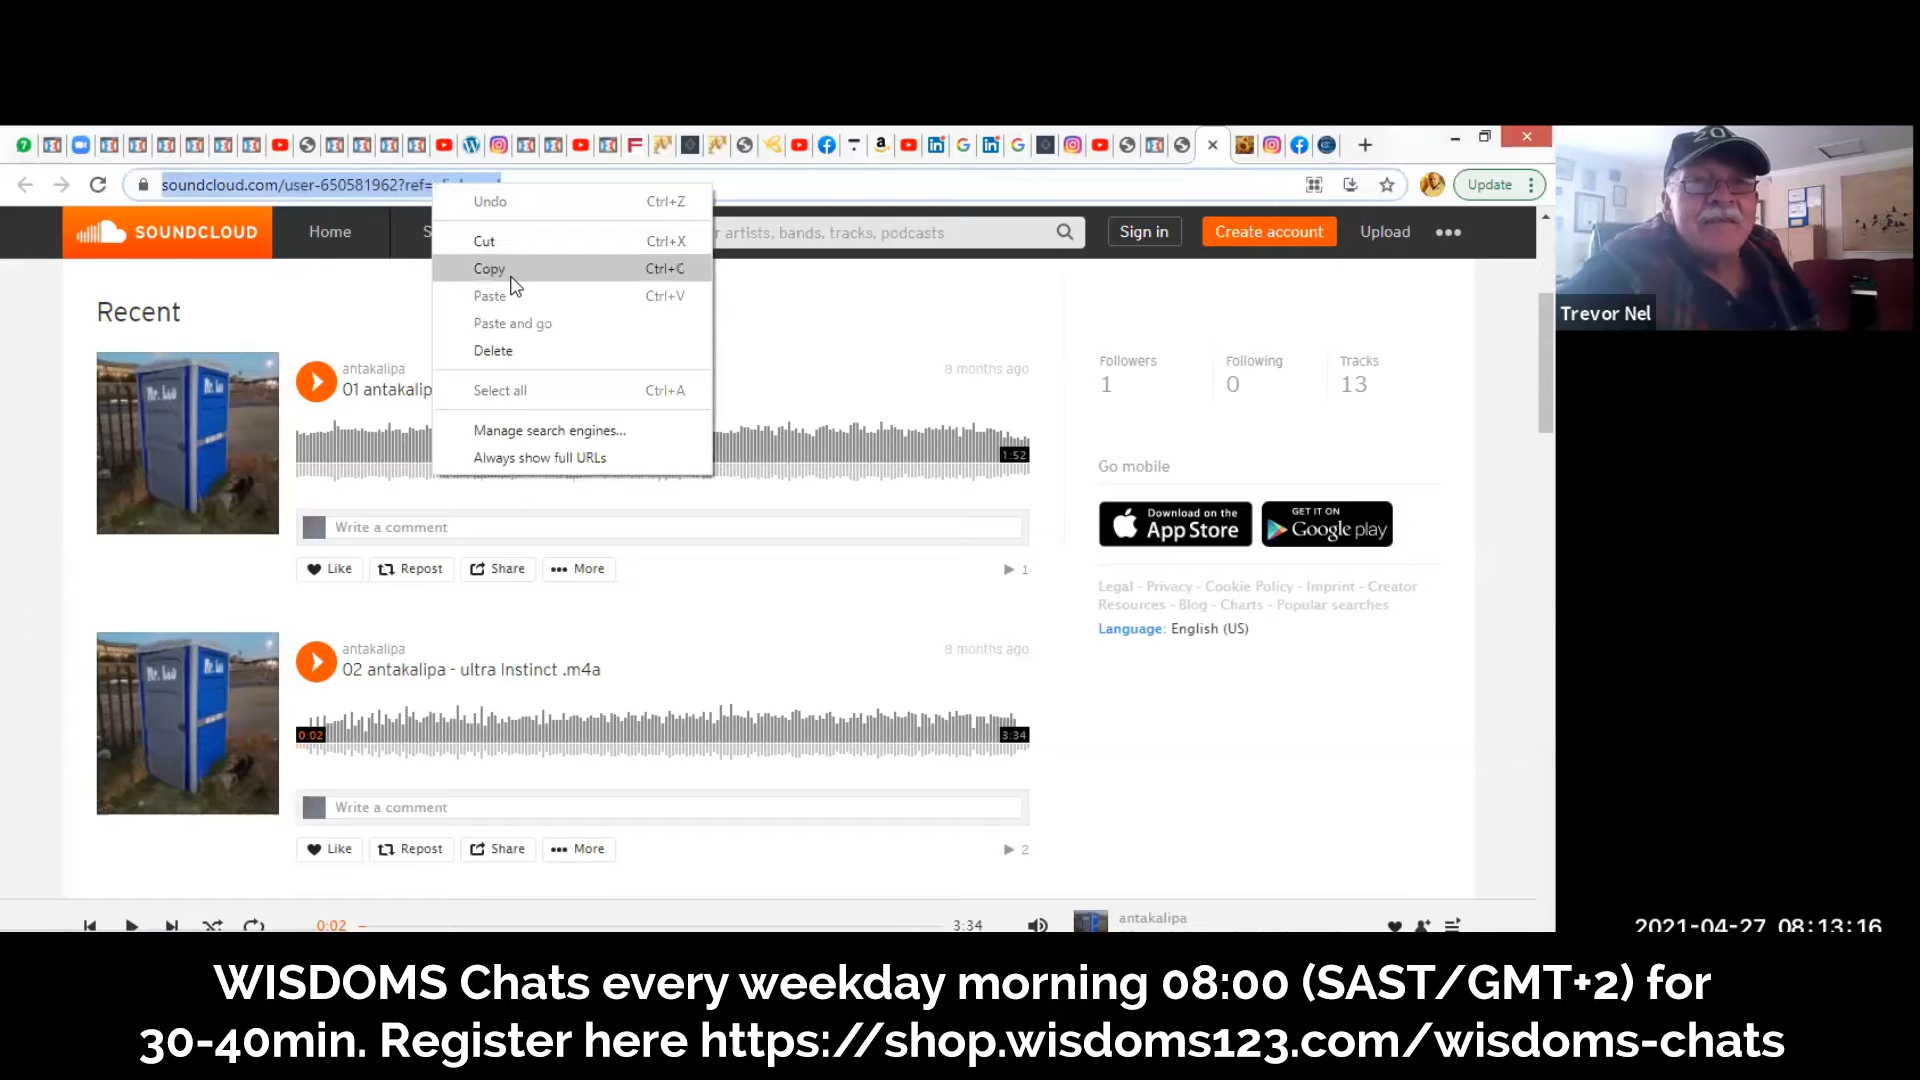 soundcloud.com/user-650581962?ref=
Update
SOUNDCLOUD
Home
S
r artists, bands, tracks, podcasts
Sign in
Create account
Upload
Undo Ctrl+Z
Cut Ctrl+X
Copy Ctrl+C
Paste Ctrl+V
Paste and go
Delete
Select all Ctrl+A
Manage search engines...
Always show full URLs
Recent
antakalipa
8 months ago
01 antakalip
1:52
Write a comment
Like Repost Share More
1
antakalipa
8 months ago
02 antakalipa - ultra Instinct .m4a
0:02
3:34
Write a comment
Like Repost Share More
2
Followers Following Tracks
1 0 13
Go mobile
Download on the
App Store
GET IT ON
Google play
Legal - Privacy - Cookie Policy - Imprint - Creator
Resources - Blog - Charts - Popular searches
Language: English (US)
0:02
3:34
antakalipa
20
Trevor Nel
2021-04-27 08:13:16
WISDOMS Chats every weekday morning 08:00 (SAST/GMT+2) for
30-40min. Register here https://shop.wisdoms123.com/wisdoms-chats